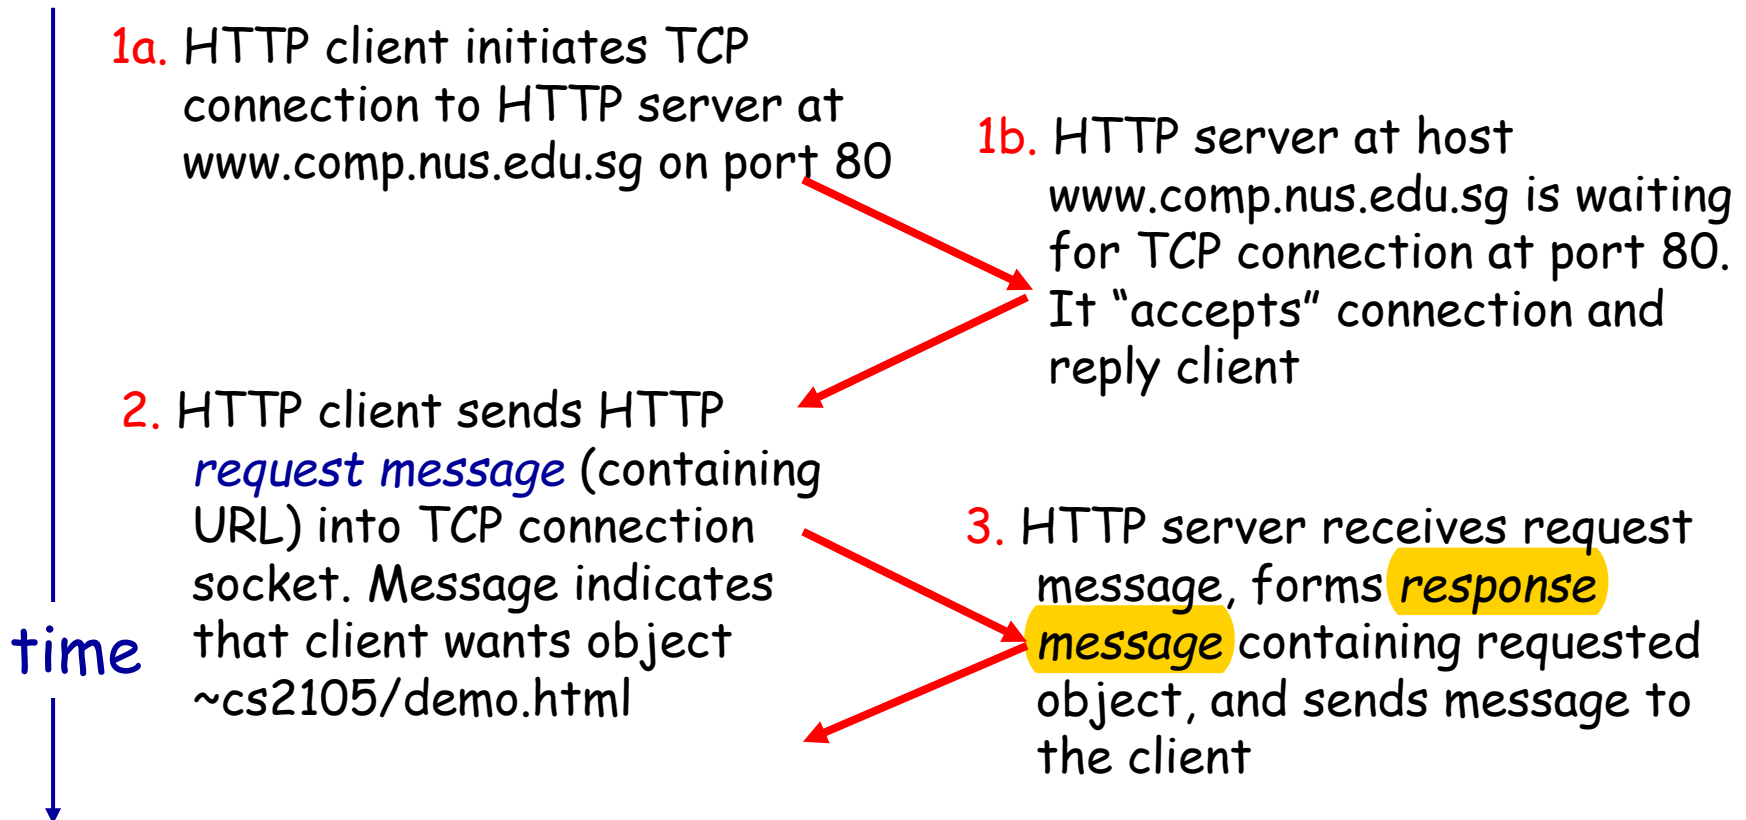 1a. HTTP client initiates TCP
connection to HTTP server at
www.comp.nus.edu.sg on port 80
1b. HTTP server at host
www.comp.nus.edu.sg is waiting
for TCP connection at port 80.
It “accepts” connection and
reply client
2. HTTP client sends HTTP
request message (containing
URL) into TCP connection
socket. Message indicates
that client wants object
~cs2105/demo.html
3. HTTP server receives request
message, forms response
message containing requested
object, and sends message to
the client
time